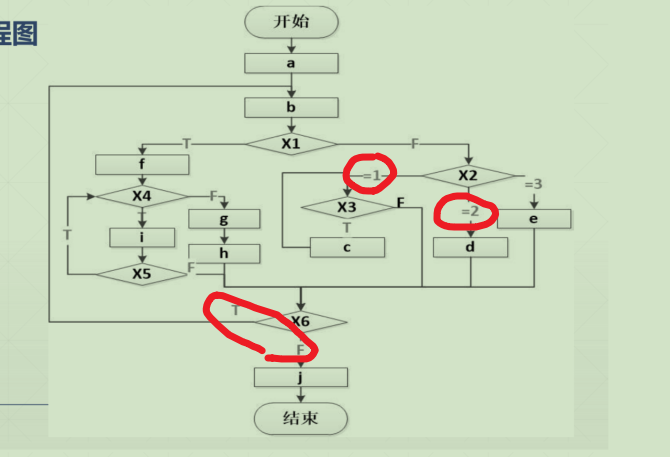 程图
开始
a
b
T X1 F
f
=1 X2 =3
X4 F
X3 F
=2
T g e
T i T
c d
h
X5 F
T
X6
F
j
结束